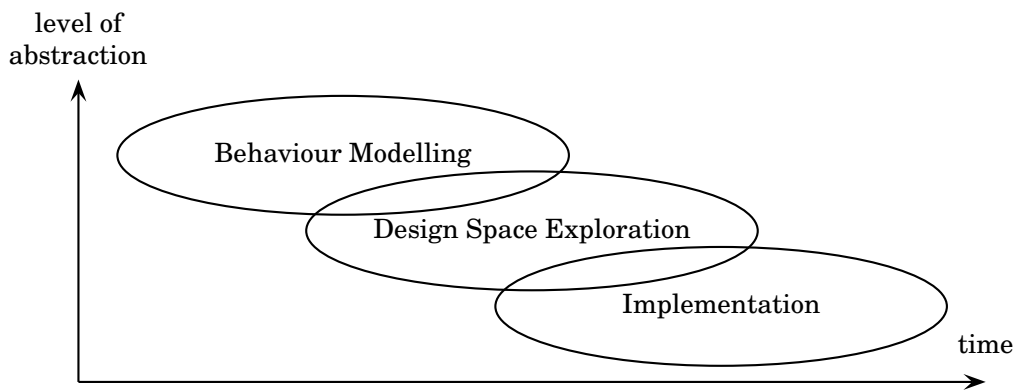 level of
abstraction
Behaviour Modelling
Design Space Exploration
Implementation
time